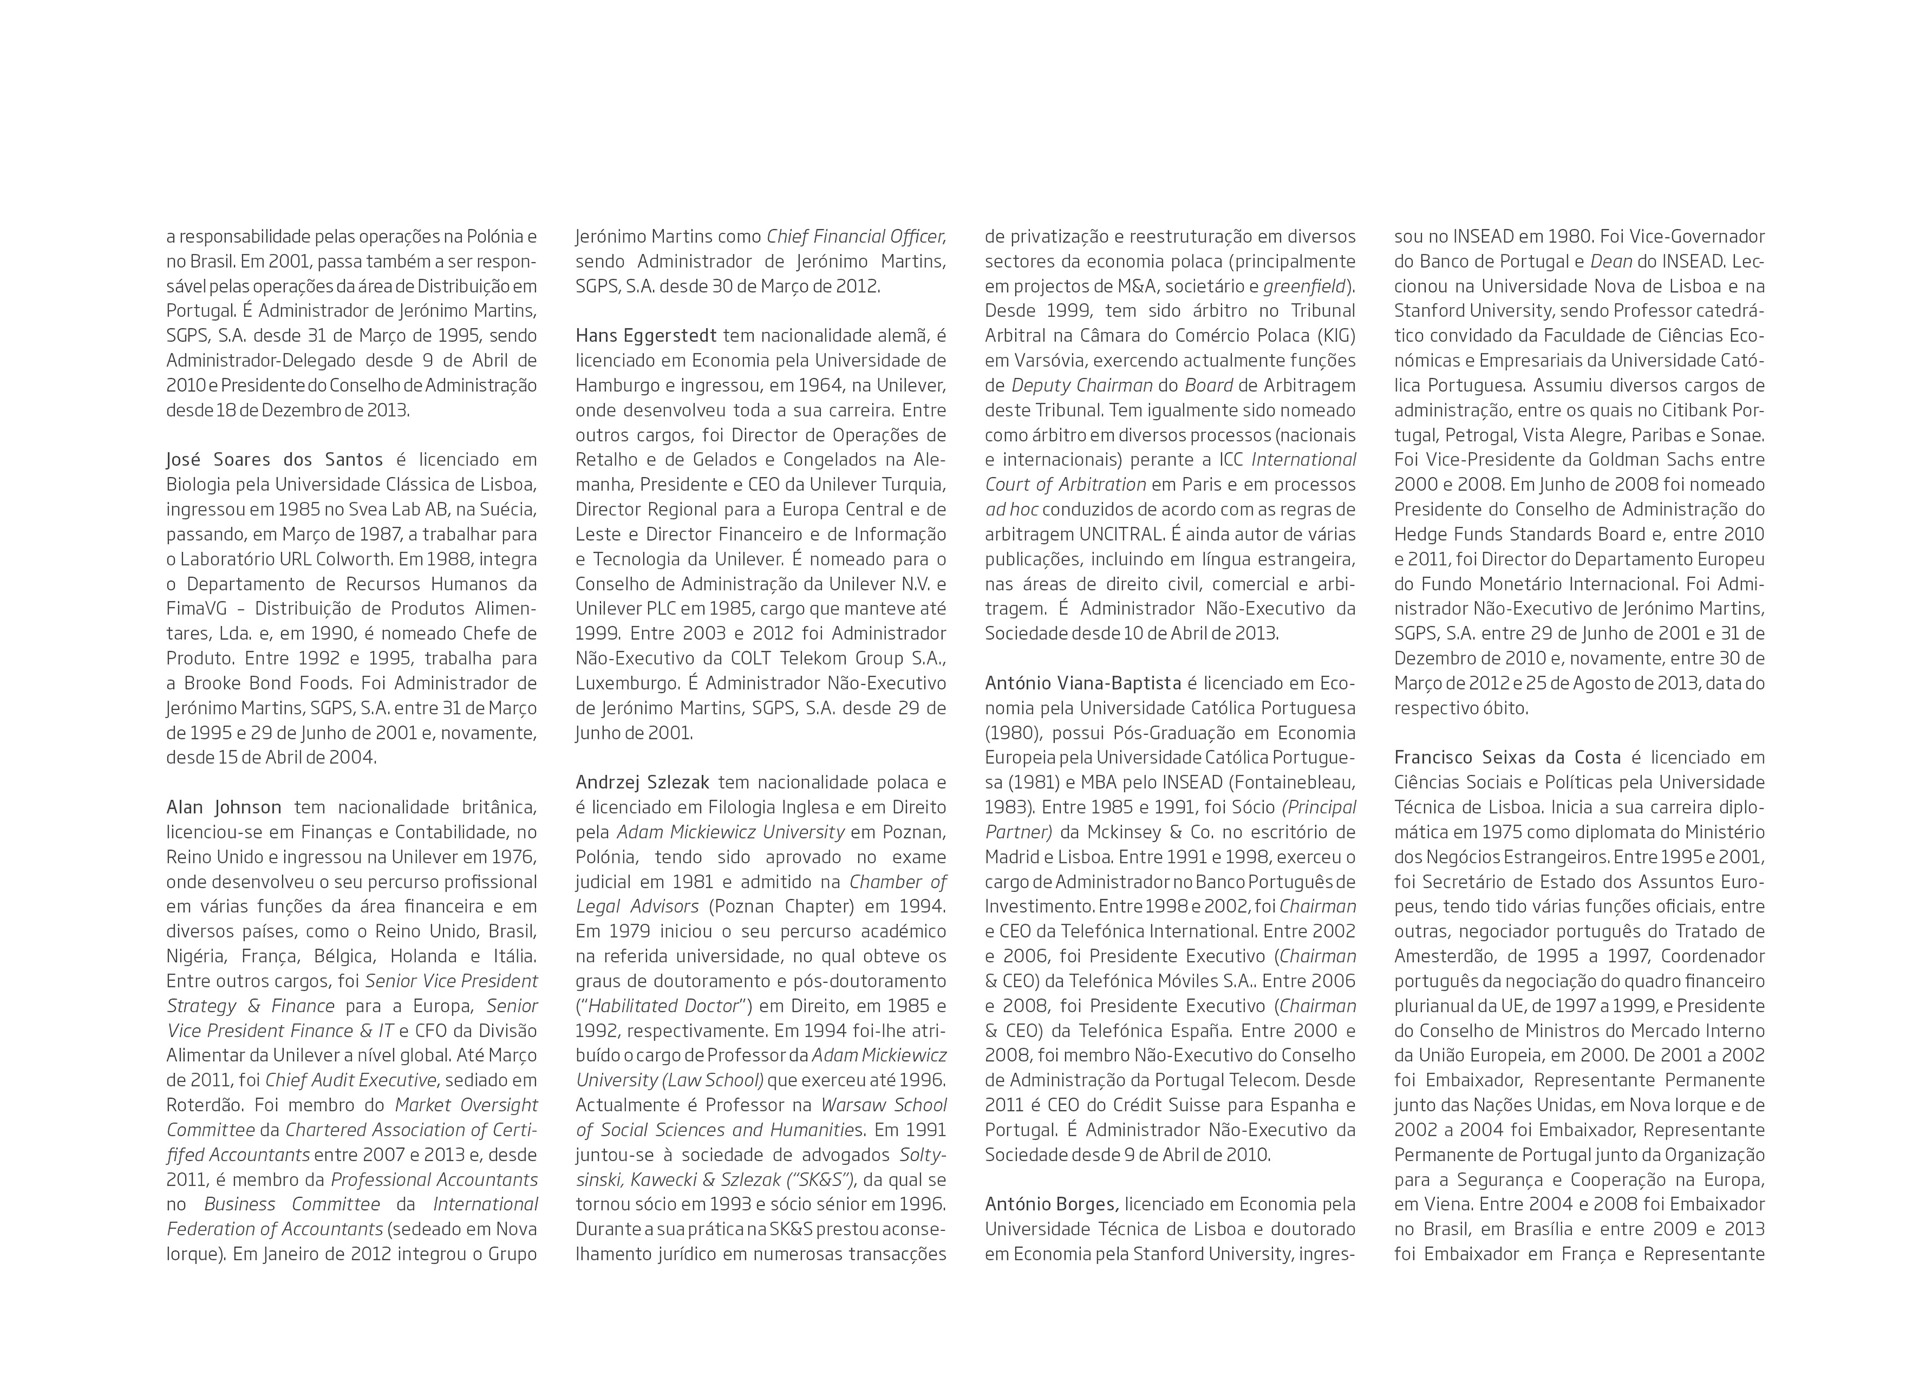 a responsabilidade pelas operações na Polónia e
no Brasil. Em 2001, passa também a ser respon-
sável pelas operações da área de Distribuição em
Portugal. É Administrador de Jerónimo Martins,
SGPS, S.A. desde 31 de Março de 1995, sendo
Administrador-Delegado desde 9 de Abril de
2010 e Presidente do Conselho de Administração
desde 18 de Dezembro de 2013.
José Soares dos Santos é licenciado em
Biologia pela Universidade Clássica de Lisboa,
ingressou em 1985 no Svea Lab AB, na Suécia,
passando, em Março de 1987, a trabalhar para
o Laboratório URL Colworth. Em 1988, integra
o Departamento de Recursos Humanos da
FimaVG – Distribuição de Produtos Alimen-
tares, Lda. e, em 1990, é nomeado Chefe de
Produto. Entre 1992 e 1995, trabalha para
a Brooke Bond Foods. Foi Administrador de
Jerónimo Martins, SGPS, S.A. entre 31 de Março
de 1995 e 29 de Junho de 2001 e, novamente,
desde 15 de Abril de 2004.
Alan Johnson tem nacionalidade britânica,
licenciou-se em Finanças e Contabilidade, no
Reino Unido e ingressou na Unilever em 1976,
onde desenvolveu o seu percurso profissional
em várias funções da área financeira e em
diversos países, como o Reino Unido, Brasil,
Nigéria, França, Bélgica, Holanda e Itália.
Entre outros cargos, foi Senior Vice President
Strategy & Finance para a Europa, Senior
Vice President Finance & IT e CFO da Divisão
Alimentar da Unilever a nível global. Até Março
de 2011, foi Chief Audit Executive, sediado em
Roterdão. Foi membro do Market Oversight
Committee da Chartered Association of Certi-
fifed Accountants entre 2007 e 2013 e, desde
2011, é membro da Professional Accountants
no Business Committee da International
Federation of Accountants (sedeado em Nova
Iorque). Em Janeiro de 2012 integrou o Grupo
Jerónimo Martins como Chief Financial Officer,
sendo Administrador de Jerónimo Martins,
SGPS, S.A. desde 30 de Março de 2012.
Hans Eggerstedt tem nacionalidade alemã, é
licenciado em Economia pela Universidade de
Hamburgo e ingressou, em 1964, na Unilever,
onde desenvolveu toda a sua carreira. Entre
outros cargos, foi Director de Operações de
Retalho e de Gelados e Congelados na Ale-
manha, Presidente e CEO da Unilever Turquia,
Director Regional para a Europa Central e de
Leste e Director Financeiro e de Informação
e Tecnologia da Unilever. É nomeado para o
Conselho de Administração da Unilever N.V. e
Unilever PLC em 1985, cargo que manteve até
1999. Entre 2003 e 2012 foi Administrador
Não-Executivo da COLT Telekom Group S.A.,
Luxemburgo. É Administrador Não-Executivo
de Jerónimo Martins, SGPS, S.A. desde 29 de
Junho de 2001.
Andrzej Szlezak tem nacionalidade polaca e
é licenciado em Filologia Inglesa e em Direito
pela Adam Mickiewicz University em Poznan,
Polónia, tendo sido aprovado no exame
judicial em 1981 e admitido na Chamber of
Legal Advisors (Poznan Chapter) em 1994.
Em 1979 iniciou o seu percurso académico
na referida universidade, no qual obteve os
graus de doutoramento e pós-doutoramento
(“Habilitated Doctor”) em Direito, em 1985 e
1992, respectivamente. Em 1994 foi-lhe atri-
buído o cargo de Professor da Adam Mickiewicz
University (Law School) que exerceu até 1996.
Actualmente é Professor na Warsaw School
of Social Sciences and Humanities. Em 1991
juntou-se à sociedade de advogados Solty-
sinski, Kawecki & Szlezak (“SK&S”), da qual se
tornou sócio em 1993 e sócio sénior em 1996.
Durante a sua prática na SK&S prestou aconse-
lhamento jurídico em numerosas transacções
de privatização e reestruturação em diversos
sectores da economia polaca (principalmente
em projectos de M&A, societário e greenfield).
Desde 1999, tem sido árbitro no Tribunal
Arbitral na Câmara do Comércio Polaca (KIG)
em Varsóvia, exercendo actualmente funções
de Deputy Chairman do Board de Arbitragem
deste Tribunal. Tem igualmente sido nomeado
como árbitro em diversos processos (nacionais
e internacionais) perante a ICC International
Court of Arbitration em Paris e em processos
ad hoc conduzidos de acordo com as regras de
arbitragem UNCITRAL. É ainda autor de várias
publicações, incluindo em língua estrangeira,
nas áreas de direito civil, comercial e arbi-
tragem. É Administrador Não-Executivo da
Sociedade desde 10 de Abril de 2013.
António Viana-Baptista é licenciado em Eco-
nomia pela Universidade Católica Portuguesa
(1980), possui Pós-Graduação em Economia
Europeia pela Universidade Católica Portugue-
sa (1981) e MBA pelo INSEAD (Fontainebleau,
1983). Entre 1985 e 1991, foi Sócio (Principal
Partner) da Mckinsey & Co. no escritório de
Madrid e Lisboa. Entre 1991 e 1998, exerceu o
cargo de Administrador no Banco Português de
Investimento. Entre 1998 e 2002, foi Chairman
e CEO da Telefónica International. Entre 2002
e 2006, foi Presidente Executivo (Chairman
& CEO) da Telefónica Móviles S.A.. Entre 2006
e 2008, foi Presidente Executivo (Chairman
& CEO) da Telefónica España. Entre 2000 e
2008, foi membro Não-Executivo do Conselho
de Administração da Portugal Telecom. Desde
2011 é CEO do Crédit Suisse para Espanha e
Portugal. É Administrador Não-Executivo da
Sociedade desde 9 de Abril de 2010.
António Borges, licenciado em Economia pela
Universidade Técnica de Lisboa e doutorado
em Economia pela Stanford University, ingres-
sou no INSEAD em 1980. Foi Vice-Governador
do Banco de Portugal e Dean do INSEAD. Lec-
cionou na Universidade Nova de Lisboa e na
Stanford University, sendo Professor catedrá-
tico convidado da Faculdade de Ciências Eco-
nómicas e Empresariais da Universidade Cató-
lica Portuguesa. Assumiu diversos cargos de
administração, entre os quais no Citibank Por-
tugal, Petrogal, Vista Alegre, Paribas e Sonae.
Foi Vice-Presidente da Goldman Sachs entre
2000 e 2008. Em Junho de 2008 foi nomeado
Presidente do Conselho de Administração do
Hedge Funds Standards Board e, entre 2010
e 2011, foi Director do Departamento Europeu
do Fundo Monetário Internacional. Foi Admi-
nistrador Não-Executivo de Jerónimo Martins,
SGPS, S.A. entre 29 de Junho de 2001 e 31 de
Dezembro de 2010 e, novamente, entre 30 de
Março de 2012 e 25 de Agosto de 2013, data do
respectivo óbito.
Francisco Seixas da Costa é licenciado em
Ciências Sociais e Políticas pela Universidade
Técnica de Lisboa. Inicia a sua carreira diplo-
mática em 1975 como diplomata do Ministério
dos Negócios Estrangeiros. Entre 1995 e 2001,
foi Secretário de Estado dos Assuntos Euro-
peus, tendo tido várias funções oficiais, entre
outras, negociador português do Tratado de
Amesterdão, de 1995 a 1997, Coordenador
português da negociação do quadro financeiro
plurianual da UE, de 1997 a 1999, e Presidente
do Conselho de Ministros do Mercado Interno
da União Europeia, em 2000. De 2001 a 2002
foi Embaixador, Representante Permanente
junto das Nações Unidas, em Nova Iorque e de
2002 a 2004 foi Embaixador, Representante
Permanente de Portugal junto da Organização
para a Segurança e Cooperação na Europa,
em Viena. Entre 2004 e 2008 foi Embaixador
no Brasil, em Brasília e entre 2009 e 2013
foi Embaixador em França e Representante